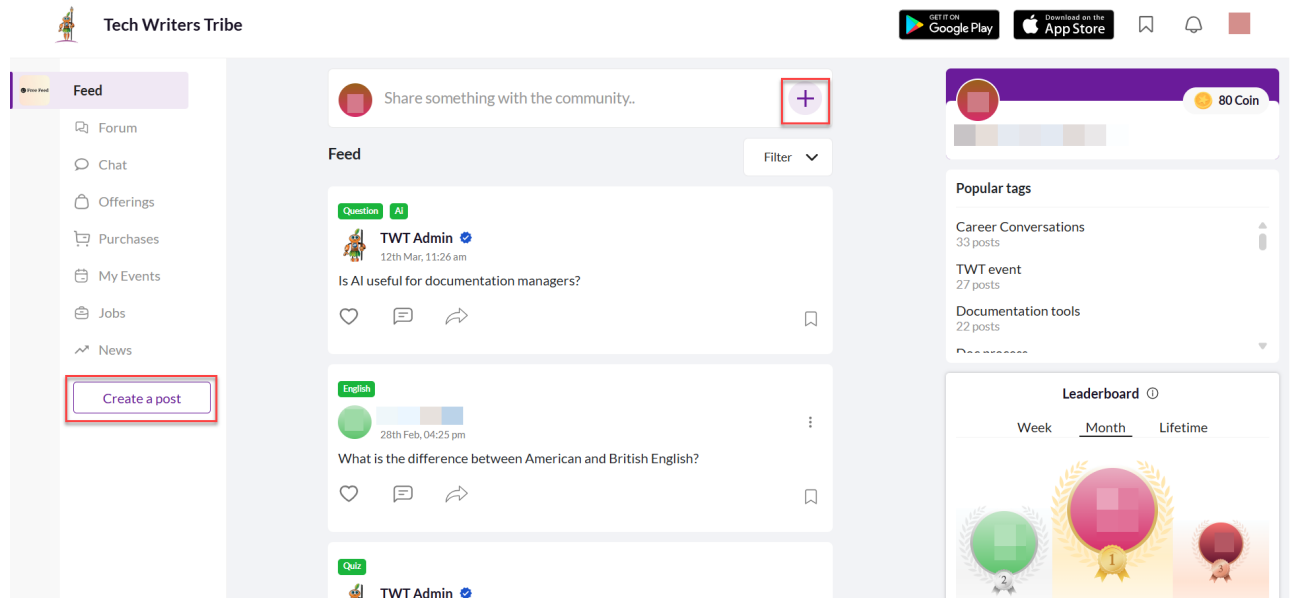 Tech Writers Tribe
GET IT ON
Google Play
Download on the
App Store
Free Feed
Feed
Forum
Chat
Offerings
Purchases
My Events
Jobs
News
Create a post
Share something with the community..
Feed
Filter
Question
Ai
TWT Admin
12th Mar, 11:26 am
Is AI useful for documentation managers?
English
28th Feb, 04:25 pm
What is the difference between American and British English?
Quiz
TWT Admin
80 Coin
Popular tags
Career Conversations
33 posts
TWT event
27 posts
Documentation tools
22 posts
Doc process
Leaderboard
Week Month Lifetime
2
1
3